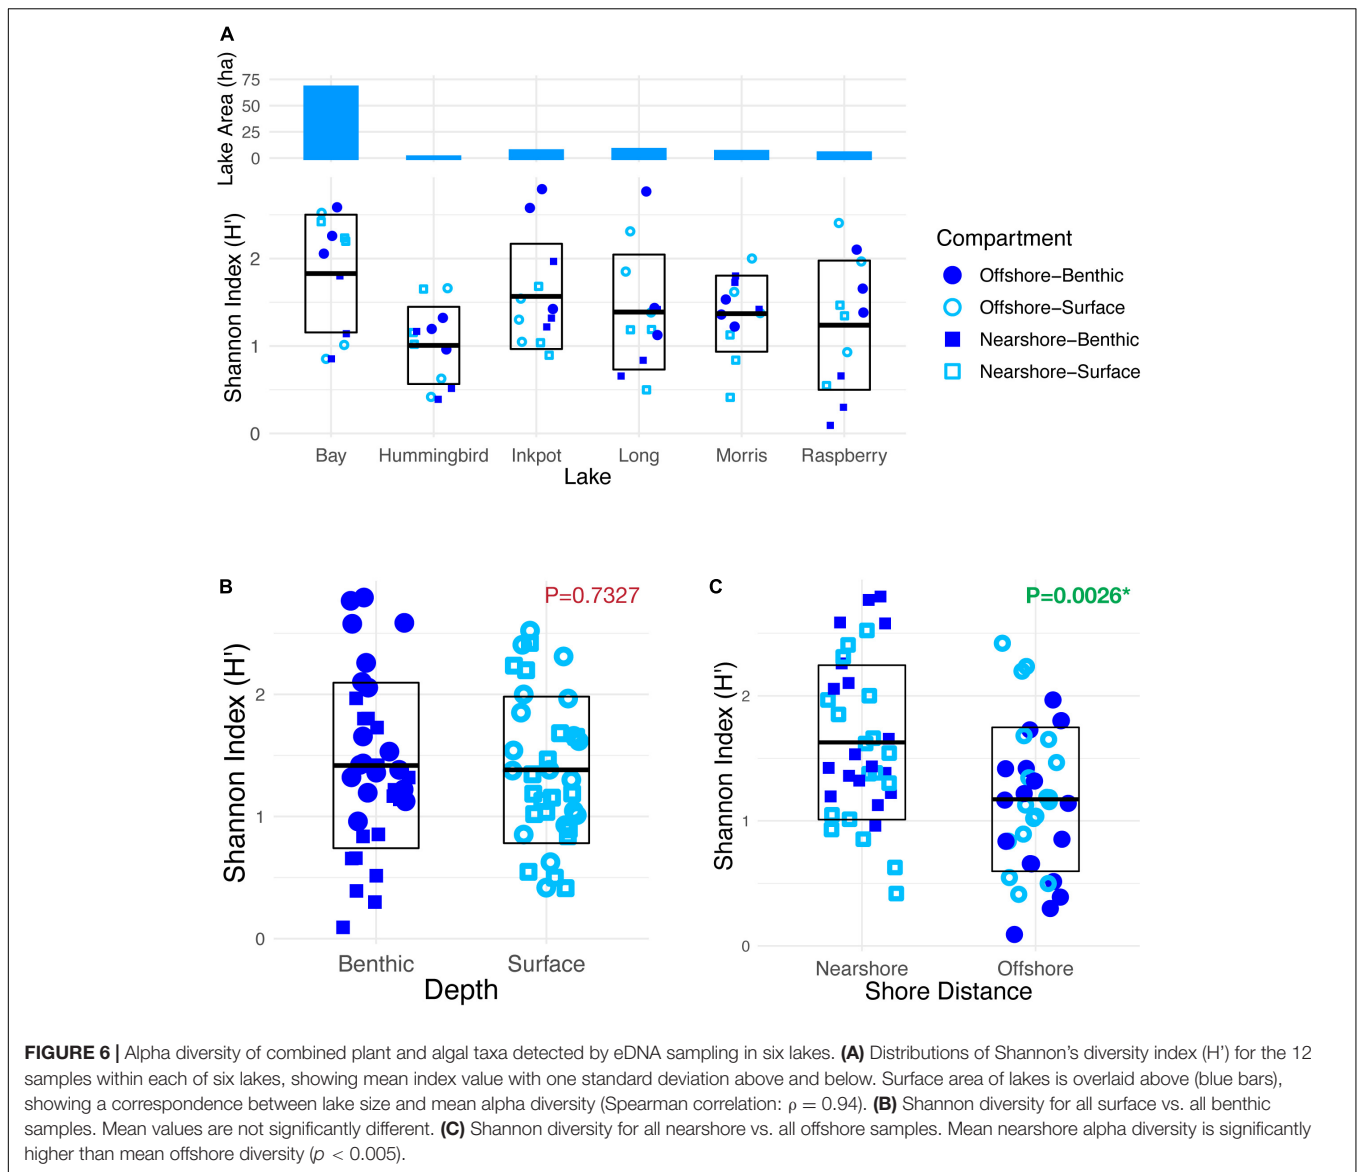 A
Lake Area (ha)
75
50
25
0
Shannon Index (H')
2
1
0
Bay Hummingbird Inkpot Long Morris Raspberry
Lake
Compartment
Offshore−Benthic
Offshore−Surface
Nearshore−Benthic
Nearshore−Surface
B
P=0.7327
Shannon Index (H')
2
1
0
Benthic Surface
Depth
C
P=0.0026*
Shannon Index (H')
2
1
0
Nearshore Offshore
Shore Distance
FIGURE 6 | Alpha diversity of combined plant and algal taxa detected by eDNA sampling in six lakes. (A) Distributions of Shannon's diversity index (H') for the 12
samples within each of six lakes, showing mean index value with one standard deviation above and below. Surface area of lakes is overlaid above (blue bars),
showing a correspondence between lake size and mean alpha diversity (Spearman correlation: ρ = 0.94). (B) Shannon diversity for all surface vs. all benthic
samples. Mean values are not significantly different. (C) Shannon diversity for all nearshore vs. all offshore samples. Mean nearshore alpha diversity is significantly
higher than mean offshore diversity (p < 0.005).